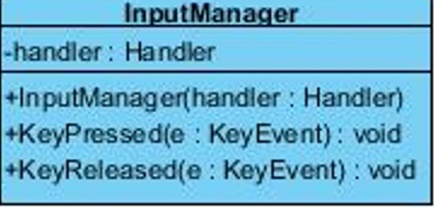 InputManager
-handler : Handler
+InputManager(handler : Handler)
+KeyPressed(e : KeyEvent) : void
+KeyReleased(e : KeyEvent) : void